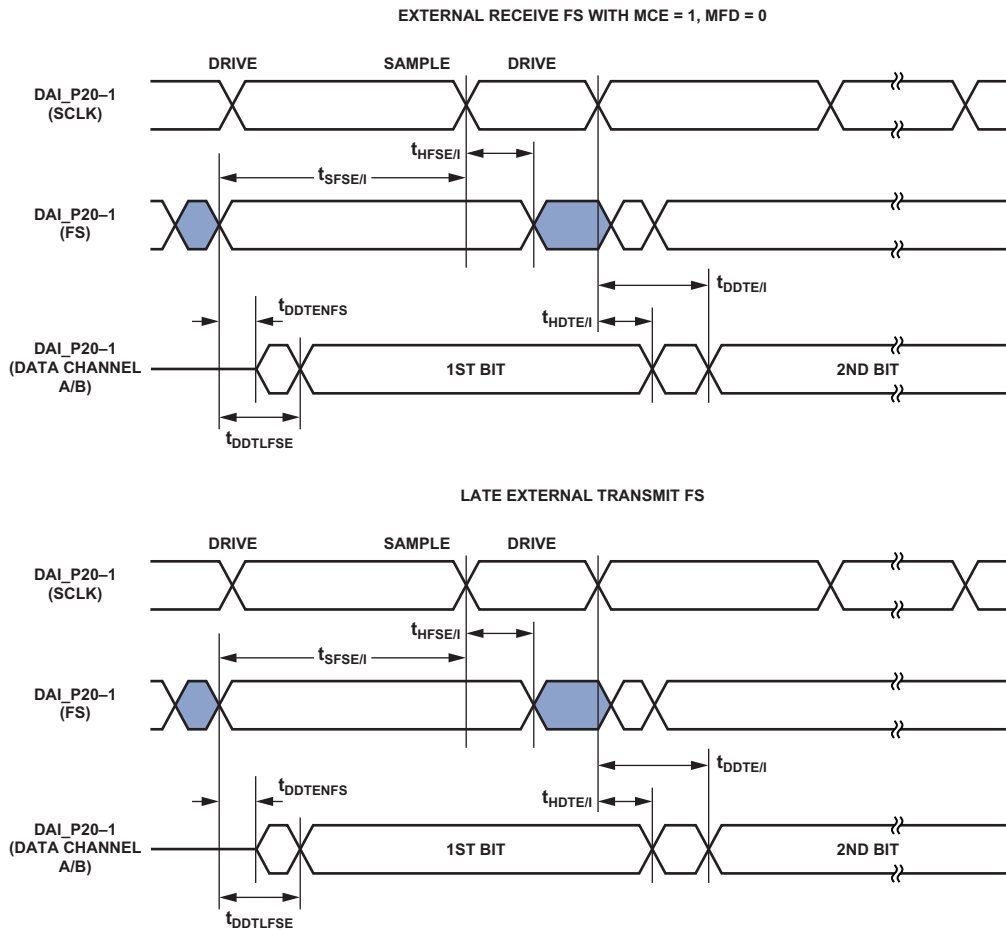 EXTERNAL RECEIVE FS WITH MCE = 1, MFD = 0
DRIVE SAMPLE DRIVE
DAI_P20–1
(SCLK)
tHFSE/I
tSFSE/I
DAI_P20–1
(FS)
tDDTE/I
tDDTENFS
tHDTE/I
DAI_P20–1
(DATA CHANNEL
A/B)
1ST BIT 2ND BIT
tDDTLFSE
LATE EXTERNAL TRANSMIT FS
DRIVE SAMPLE DRIVE
DAI_P20–1
(SCLK)
tHFSE/I
tSFSE/I
DAI_P20–1
(FS)
tDDTE/I
tDDTENFS
tHDTE/I
DAI_P20–1
(DATA CHANNEL
A/B)
1ST BIT 2ND BIT
tDDTLFSE